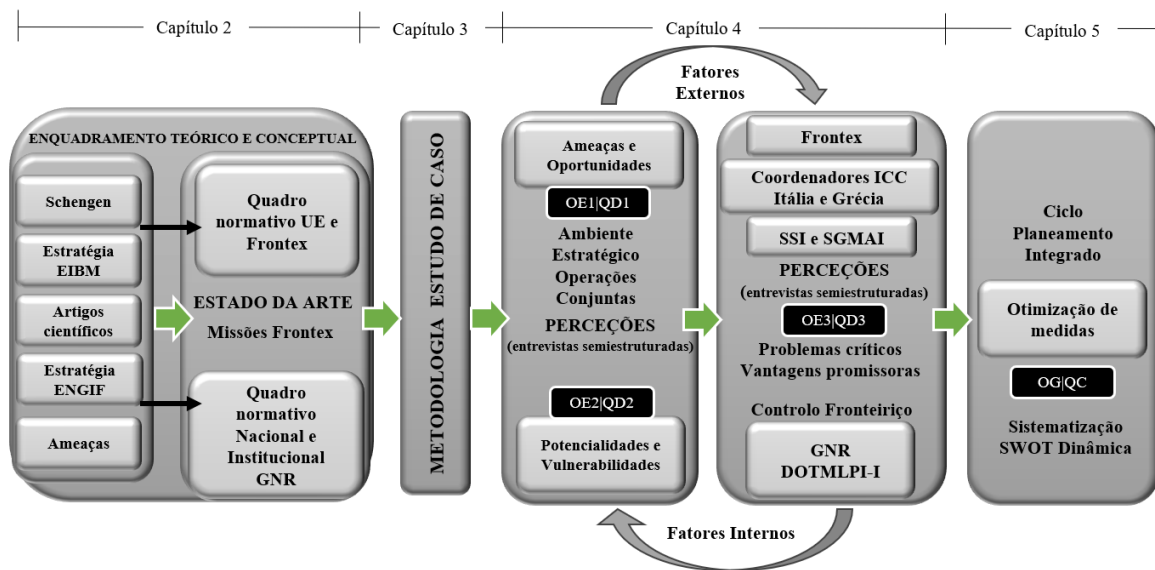 Capítulo 2
Capítulo 3
Capítulo 4
Capítulo 5
ENQUADRAMENTO TEÓRICO E CONCEPTUAL
Schengen
Estratégia
EIBM
Artigos
científicos
Estratégia
ENGIF
Ameaças
Quadro
normativo UE e
Frontex
ESTADO DA ARTE
Missões Frontex
Quadro
normativo
Nacional e
Institucional
GNR
METODOLOGIA ESTUDO DE CASO
Fatores
Externos
Ameaças e
Oportunidades
OE1|QD1
Ambiente
Estratégico
Operações
Conjuntas
PERCEÇÕES
(entrevistas semiestruturadas)
OE2|QD2
Potencialidades e
Vulnerabilidades
Frontex
Coordenadores ICC
Itália e Grécia
SSI e SGMAI
PERCEÇÕES
(entrevistas semiestruturadas)
OE3|QD3
Problemas críticos
Vantagens promissoras
Controlo Fronteiriço
GNR
DOTMLPI-I
Fatores Internos
Ciclo
Planeamento
Integrado
Otimização de
medidas
OG|QC
Sistematização
SWOT Dinâmica